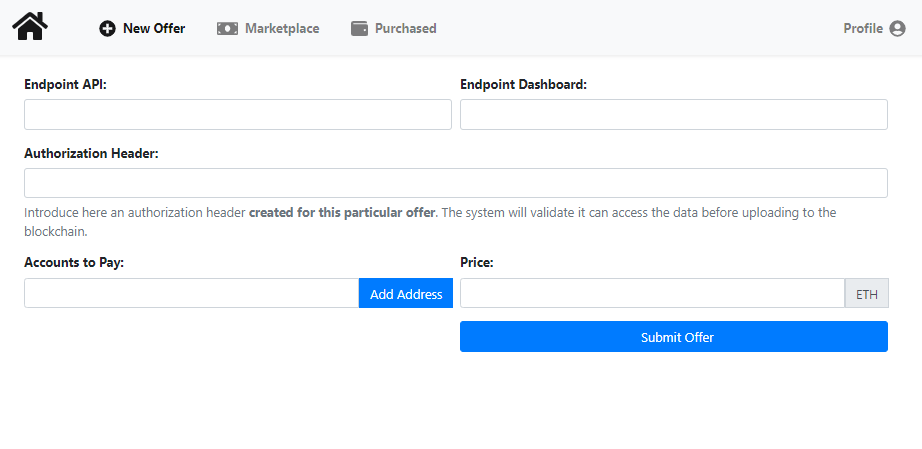 New Offer Marketplace Purchased Profile
Endpoint API: Endpoint Dashboard:
Authorization Header:
Introduce here an authorization header created for this particular offer. The system will validate it can access the data before uploading to the
blockchain.
Accounts to Pay: Price:
Add Address ETH
Submit Offer